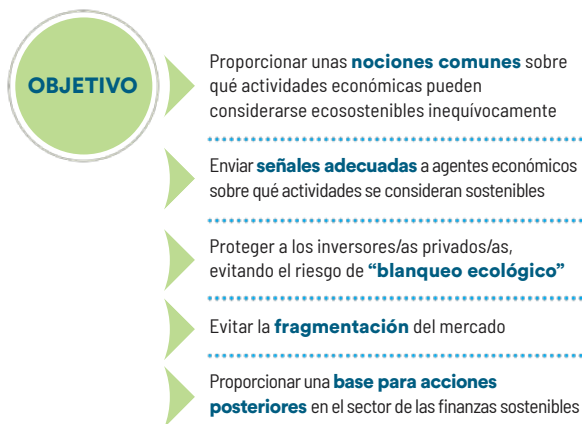 OBJETIVO
Proporcionar unas nociones comunes sobre
qué actividades económicas pueden
considerarse ecosostenibles inequívocamente
Enviar señales adecuadas a agentes económicos
sobre qué actividades se consideran sostenibles
Proteger a los inversores/as privados/as,
evitando el riesgo de “blanqueo ecológico”
Evitar la fragmentación del mercado
Proporcionar una base para acciones
posteriores en el sector de las finanzas sostenibles